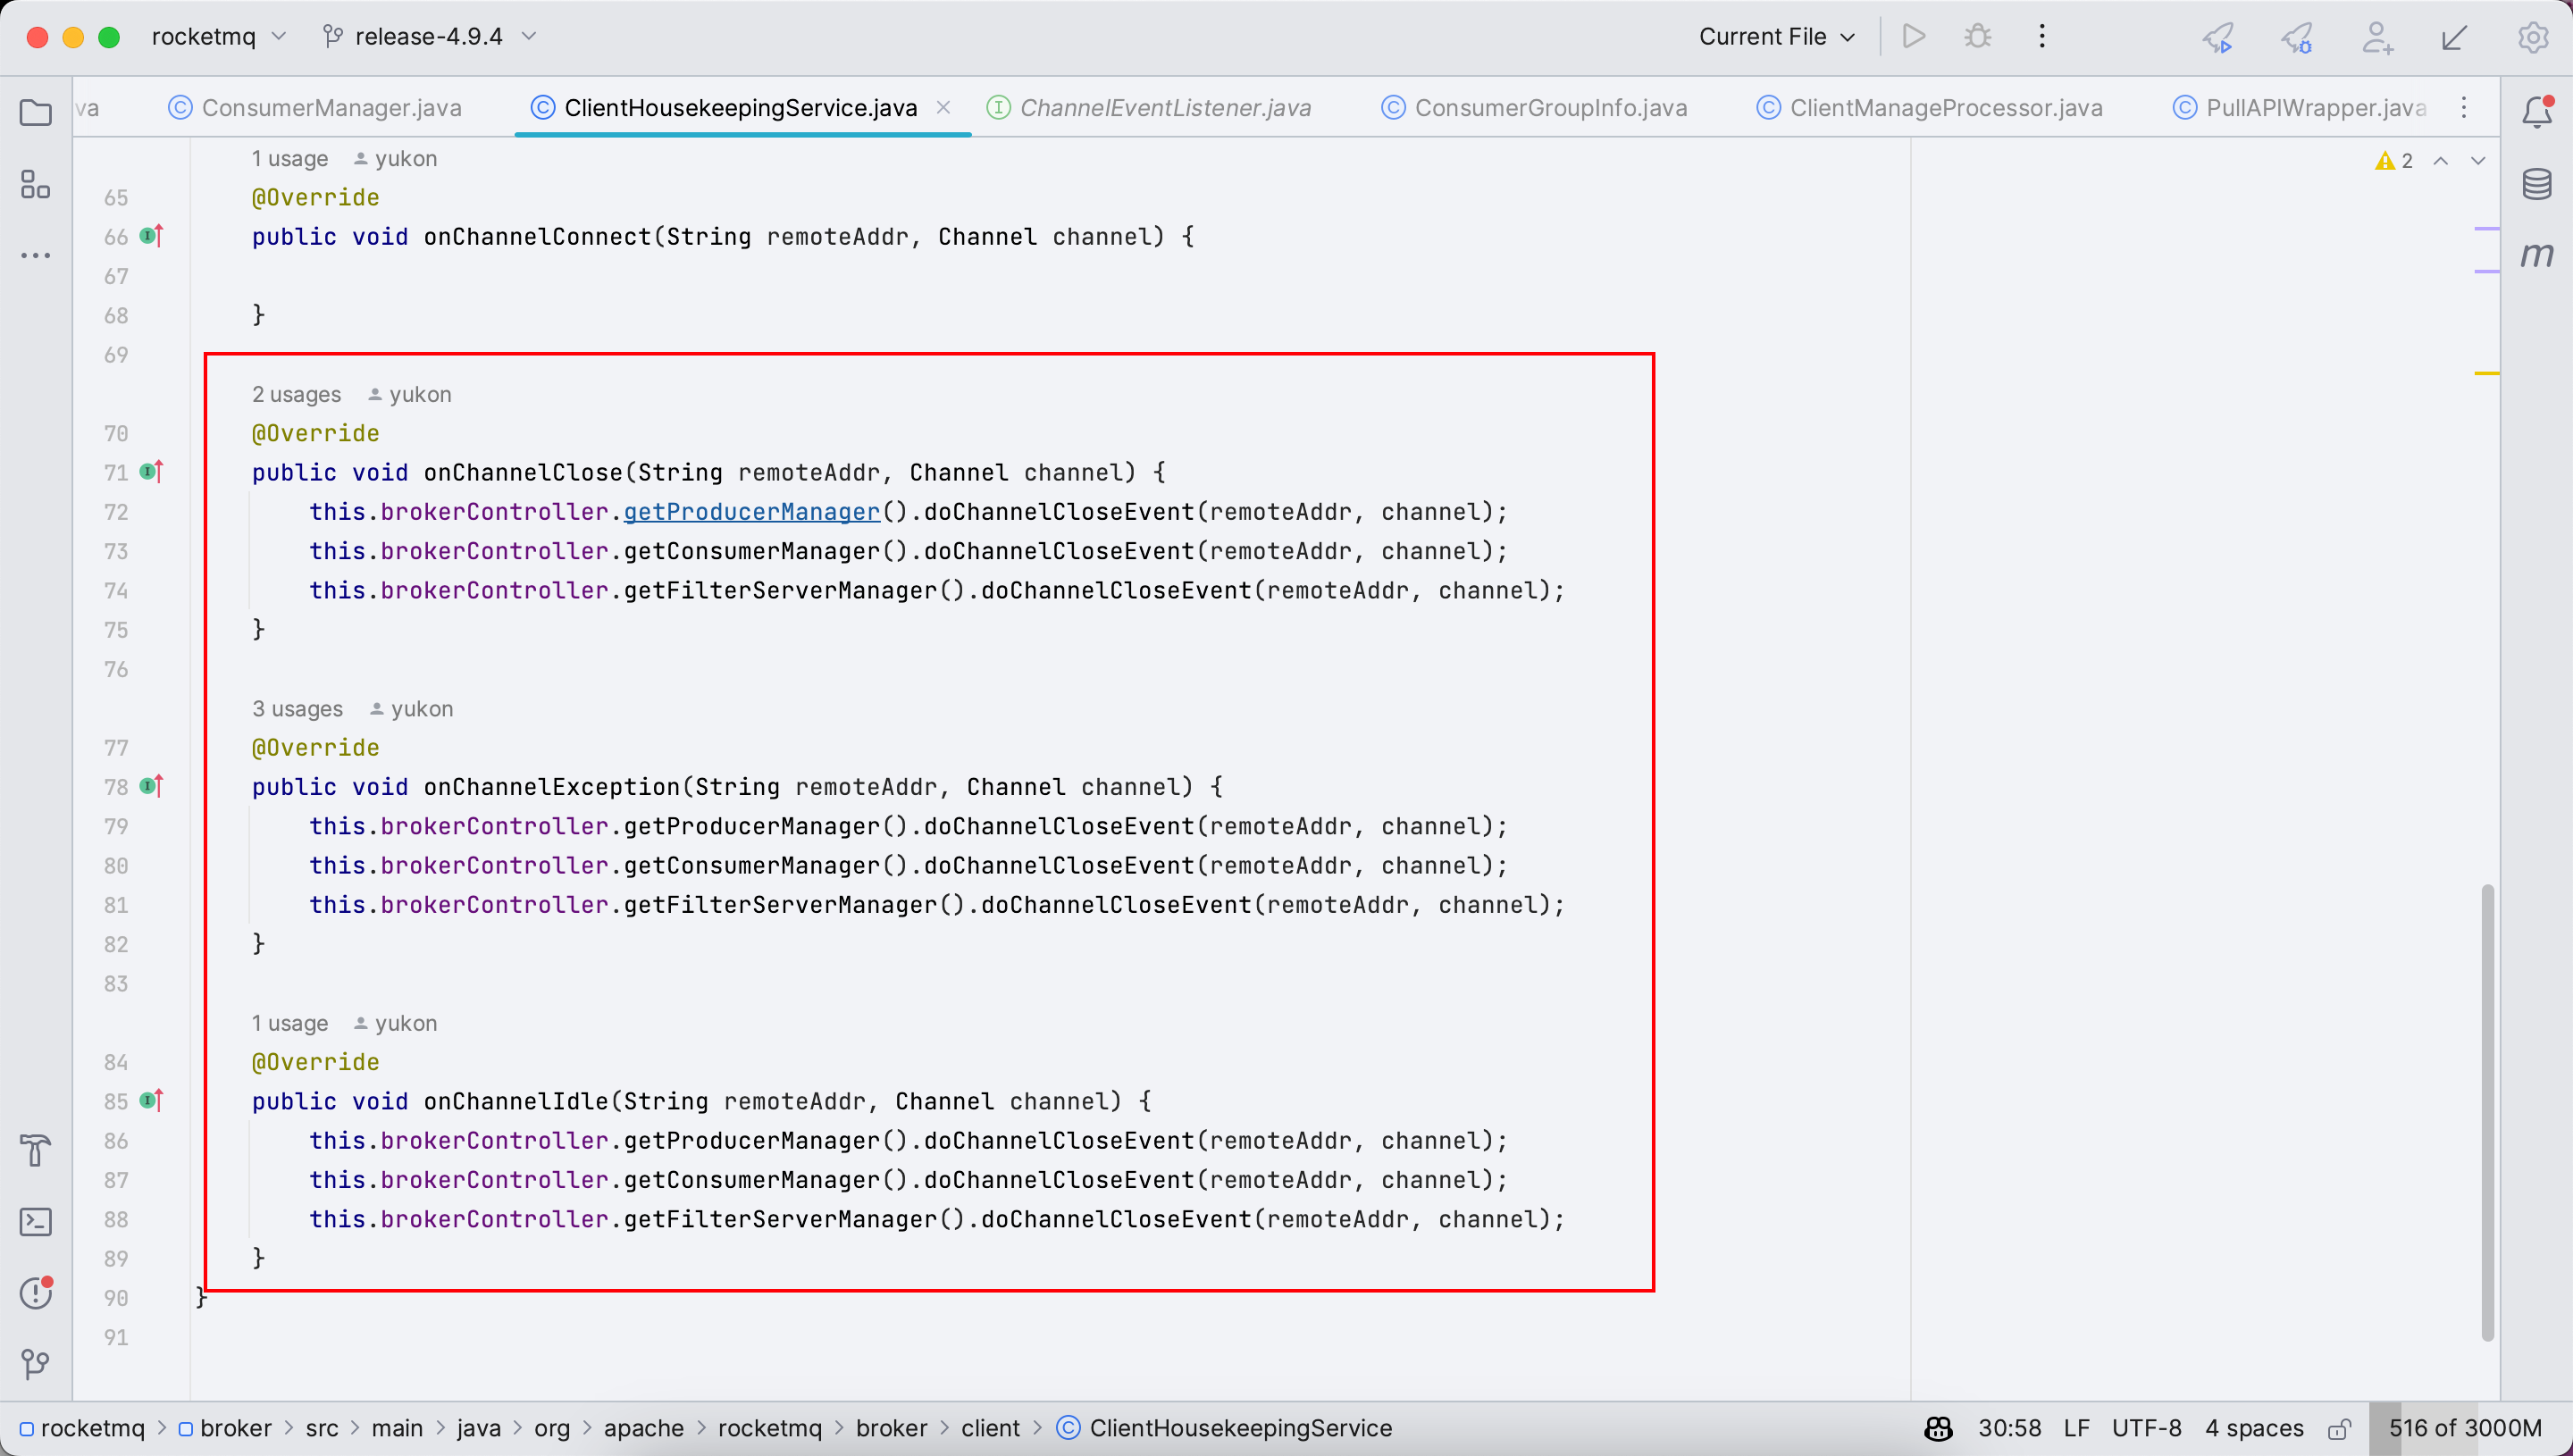 rocketmq release-4.9.4 Current File
va ConsumerManager.java ClientHousekeepingService.java ChannelEventListener.java ConsumerGroupInfo.java ClientManageProcessor.java PullAPIWrapper.java
1 usage yukon
2
65 @Override
66 public void onChannelConnect(String remoteAddr, Channel channel) {
67
68 }
69
2 usages yukon
70 @Override
71 public void onChannelClose(String remoteAddr, Channel channel) {
72 this.brokerController.getProducerManager().doChannelCloseEvent(remoteAddr, channel);
73 this.brokerController.getConsumerManager().doChannelCloseEvent(remoteAddr, channel);
74 this.brokerController.getFilterServerManager().doChannelCloseEvent(remoteAddr, channel);
75 }
76
3 usages yukon
77 @Override
78 public void onChannelException(String remoteAddr, Channel channel) {
79 this.brokerController.getProducerManager().doChannelCloseEvent(remoteAddr, channel);
80 this.brokerController.getConsumerManager().doChannelCloseEvent(remoteAddr, channel);
81 this.brokerController.getFilterServerManager().doChannelCloseEvent(remoteAddr, channel);
82 }
83
1 usage yukon
84 @Override
85 public void onChannelIdle(String remoteAddr, Channel channel) {
86 this.brokerController.getProducerManager().doChannelCloseEvent(remoteAddr, channel);
87 this.brokerController.getConsumerManager().doChannelCloseEvent(remoteAddr, channel);
88 this.brokerController.getFilterServerManager().doChannelCloseEvent(remoteAddr, channel);
89 }
90 }
91
rocketmq > broker > src > main > java > org > apache > rocketmq > broker > client > ClientHousekeepingService 30:58 LF UTF-8 4 spaces 516 of 3000M